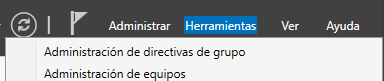 Administrar Herramientas Ver Ayuda
Administración de directivas de grupo
Administración de equipos